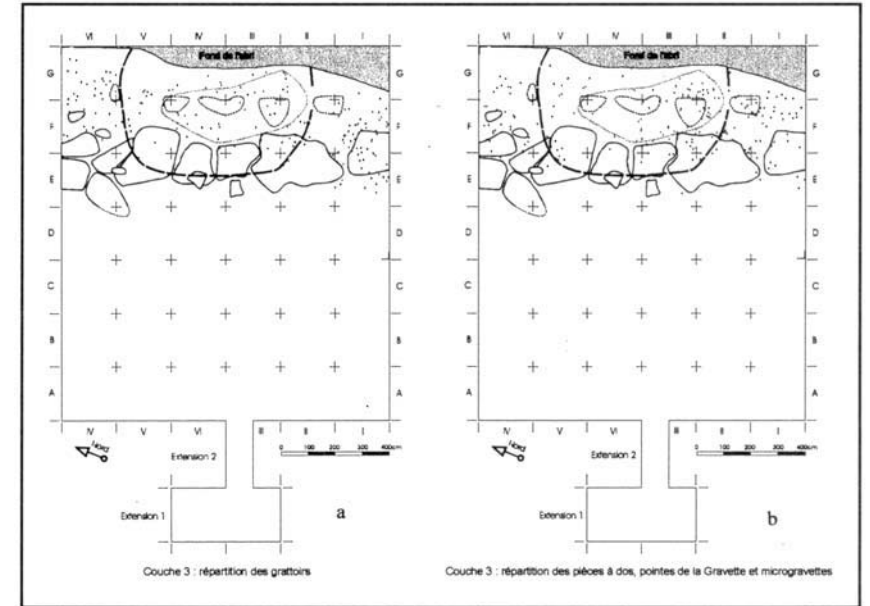 VI V IV III II I
Fond de l'abri
G G
F F
E E
D D
C C
B B
A A
IV V VI III II I
Nord
0 100 200 300 400cm
Extension 2
Extension 1
a
Couche 3 : répartition des grattoirs
VI V IV III II I
Fond de l'abri
G G
F F
E E
D D
C C
B B
A A
IV V VI III II I
Nord
0 100 200 300 400cm
Extension 2
Extension 1
b
Couche 3 : répartition des pièces à dos, pointes de la Gravette et microgravettes